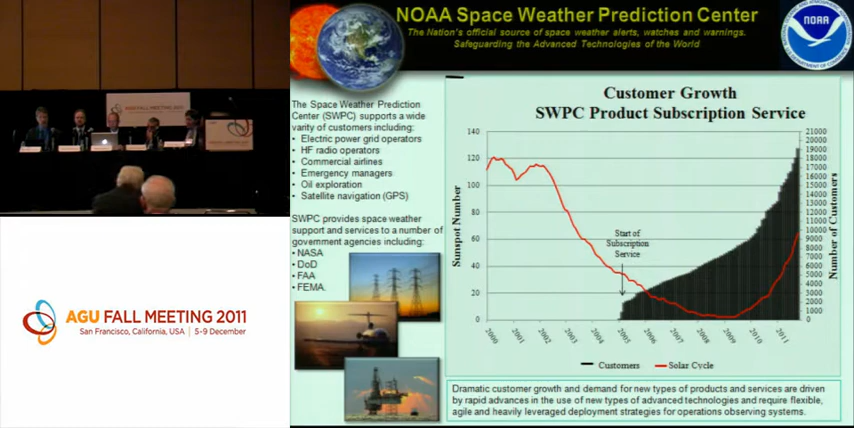 AGU FALL MEETING 2011
AGU FALL MEETING 2011
San Francisco, California, USA | 5-9 December
NOAA Space Weather Prediction Center
The Nation's official source of space weather alerts, watches and warnings.
Safeguarding the Advanced Technologies of the World
NOAA
The Space Weather Prediction
Center (SWPC) supports a wide
varity of customers including:
• Electric power grid operators
• HF radio operators
• Commercial airlines
• Emergency managers
• Oil exploration
• Satellite navigation (GPS)
SWPC provides space weather
support and services to a number of
government agencies including:
• NASA
• DoD
• FAA
• FEMA.
Customer Growth
SWPC Product Subscription Service
Sunspot Number
140
120
100
80
60
40
20
0
Start of
Subscription
Service
21000
20000
19000
18000
17000
16000
15000
14000
13000
12000
11000
10000
9000
8000
7000
6000
5000
4000
3000
2000
1000
0
Number of Customers
2000 2001 2002 2003 2004 2005 2006 2007 2008 2009 2010 2011
Customers Solar Cycle
Dramatic customer growth and demand for new types of products and services are driven
by rapid advances in the use of new types of advanced technologies and require flexible,
agile and heavily leveraged deployment strategies for operations observing systems.